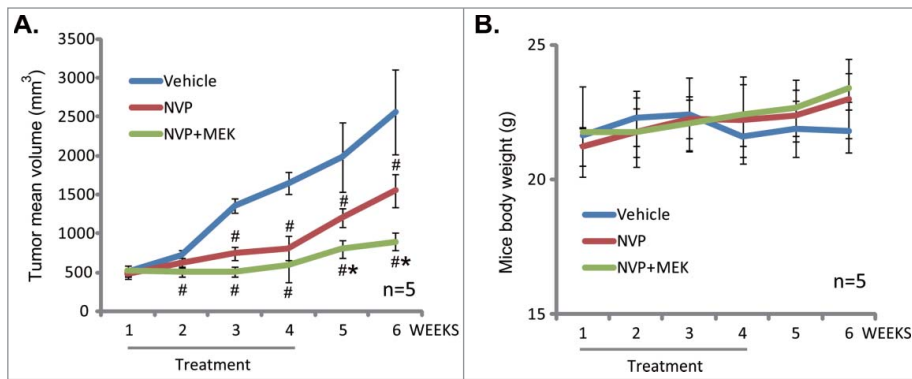 A.
Tumor mean volume (mm³)
3500
3000
2500
2000
1500
1000
500
0
Vehicle
NVP
NVP+MEK
#
# #
# #
# # # #* #*
n=5
1 2 3 4 5 6 WEEKS
Treatment
B.
Mice body weight (g)
25
20
15
Vehicle
NVP
NVP+MEK
n=5
1 2 3 4 5 6 WEEKS
Treatment